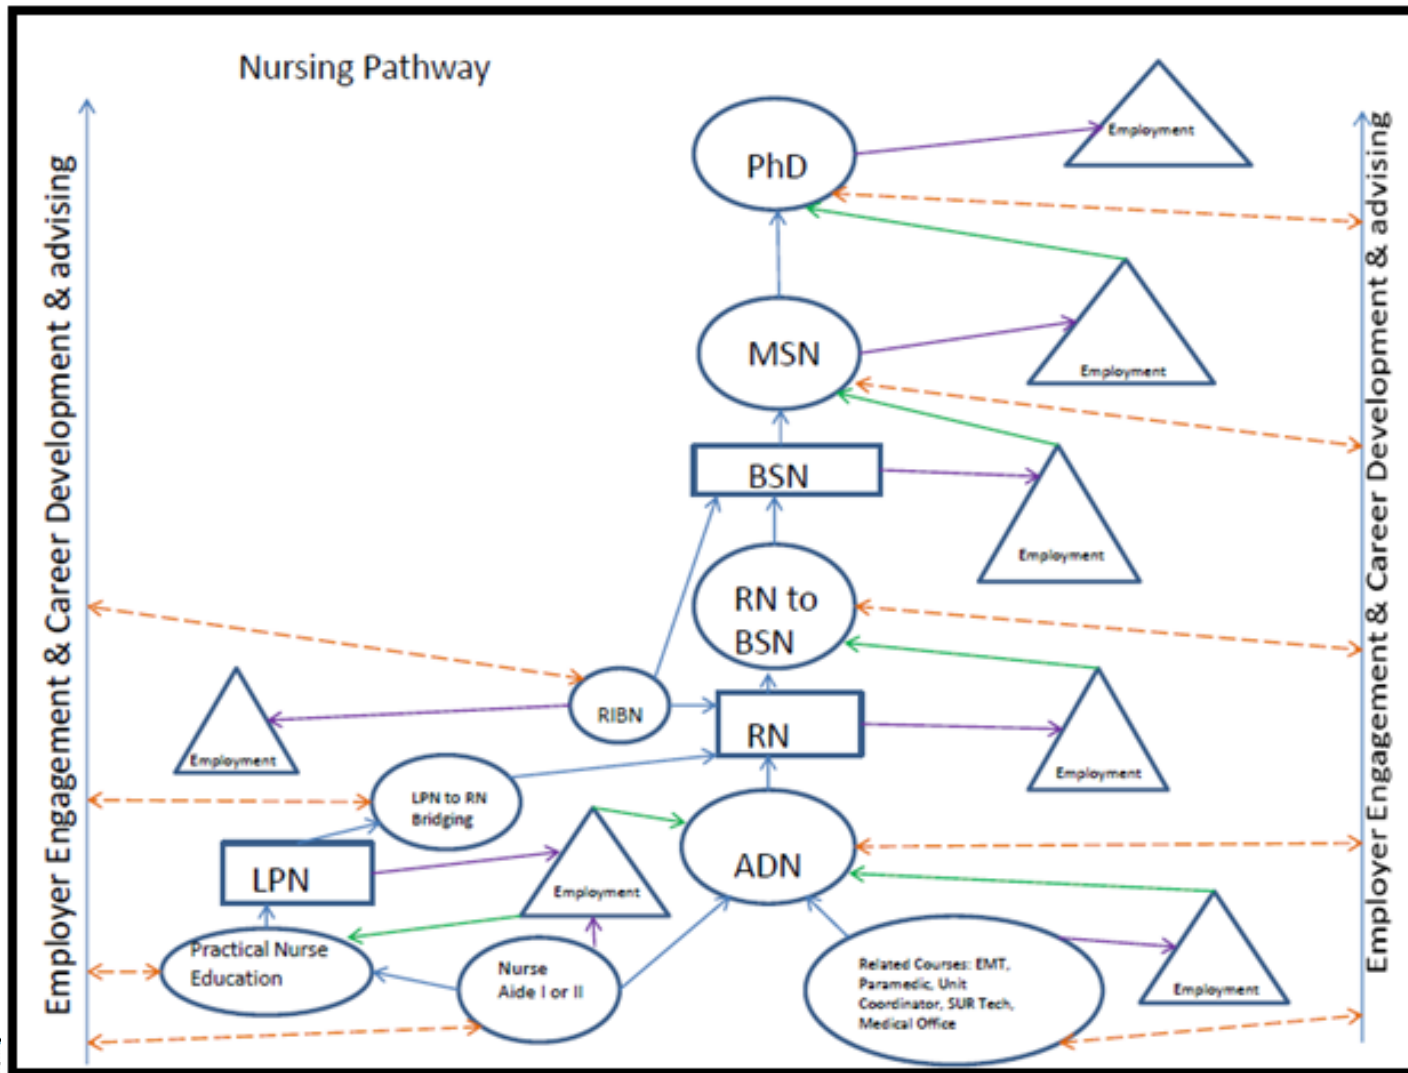 Nursing Pathway
Employer Engagement & Career Development & advising
PhD
Employment
MSN
Employment
BSN
Employment
RN to
BSN
RIBN
Employment
RN
Employment
LPN to RN
Bridging
LPN
Employment
ADN
Practical Nurse
Education
Nurse
Aide I or II
Related Courses: EMT,
Paramedic, Unit
Coordinator, SUR Tech,
Medical Office
Employment
Employer Engagement & Career Development & advising